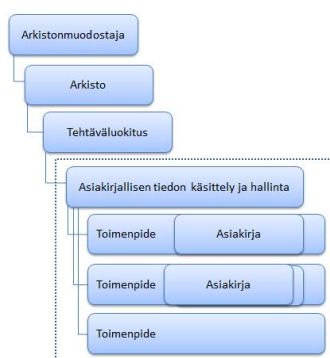 Arkistonmuodostaja
Arkisto
Tehtäväluokitus
Asiakirjallisen tiedon käsittely ja hallinta
Toimenpide Asiakirja
Toimenpide Asiakirja
Toimenpide